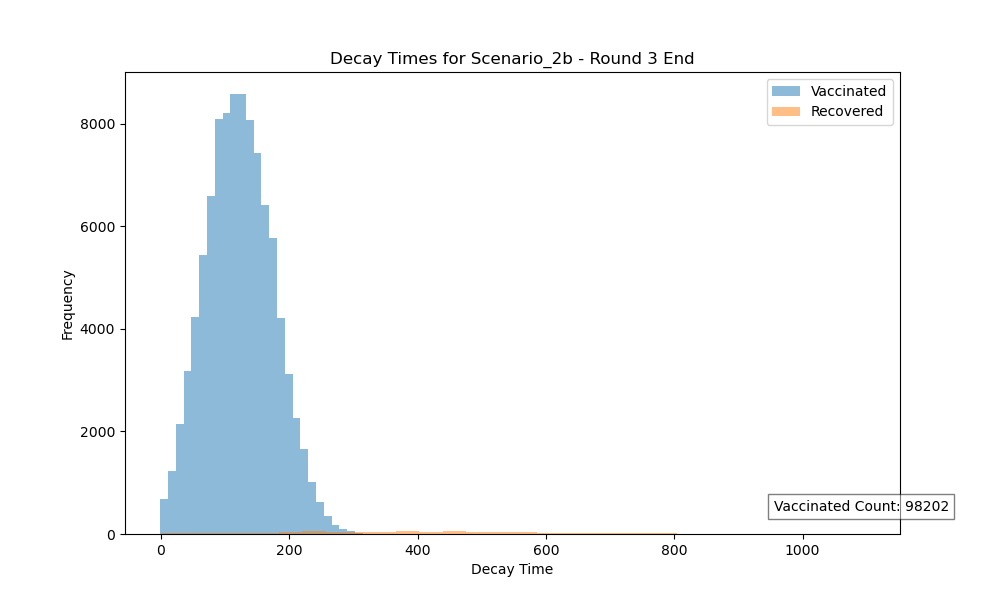 Decay Times for Scenario_2b - Round 3 End
Vaccinated
Recovered
8000
6000
4000
2000
0
Frequency
Vaccinated Count: 98202
0
200
400
600
800
1000
Decay Time